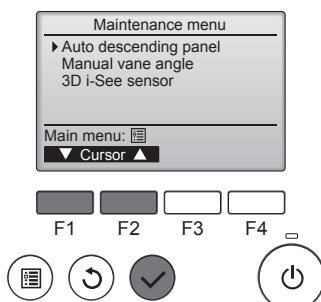 Maintenance menu
Auto descending panel
Manual vane angle
3D i-See sensor
Main menu:
▼ Cursor ▲
F1 F2 F3 F4